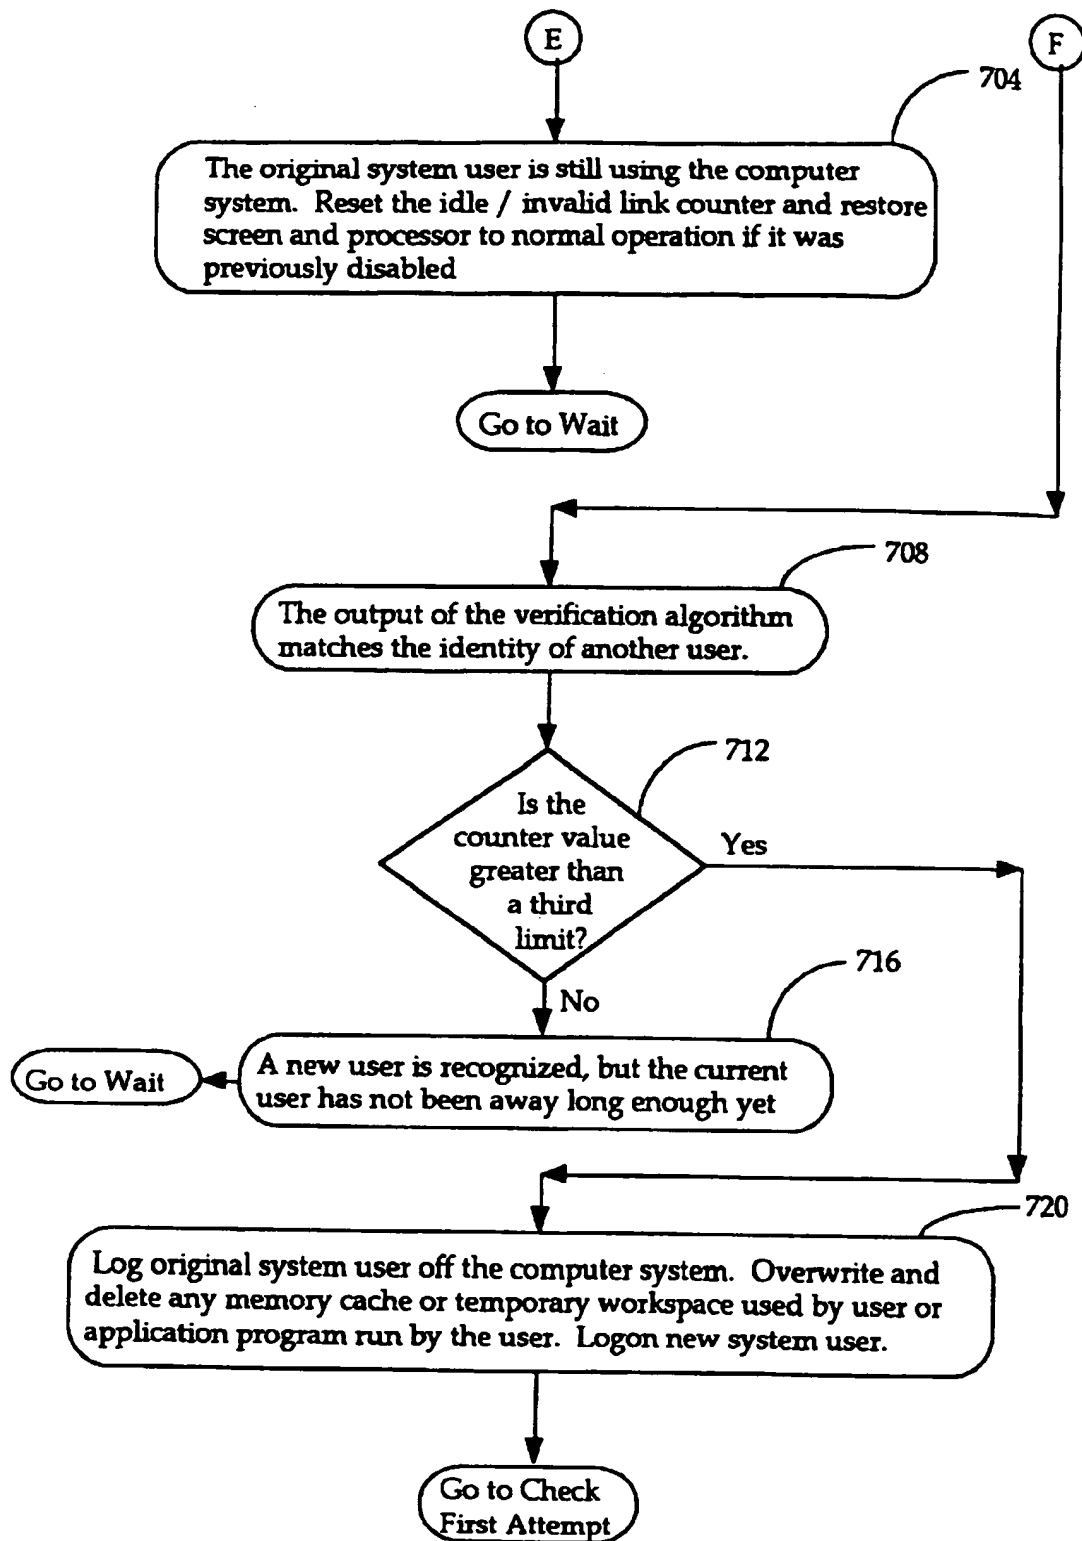 E
F
704
The original system user is still using the computer
system. Reset the idle / invalid link counter and restore
screen and processor to normal operation if it was
previously disabled
Go to Wait
708
The output of the verification algorithm
matches the identity of another user.
712
Is the
counter value
greater than
a third
limit?
Yes
No
716
A new user is recognized, but the current
user has not been away long enough yet
Go to Wait
720
Log original system user off the computer system. Overwrite and
delete any memory cache or temporary workspace used by user or
application program run by the user. Logon new system user.
Go to Check
First Attempt